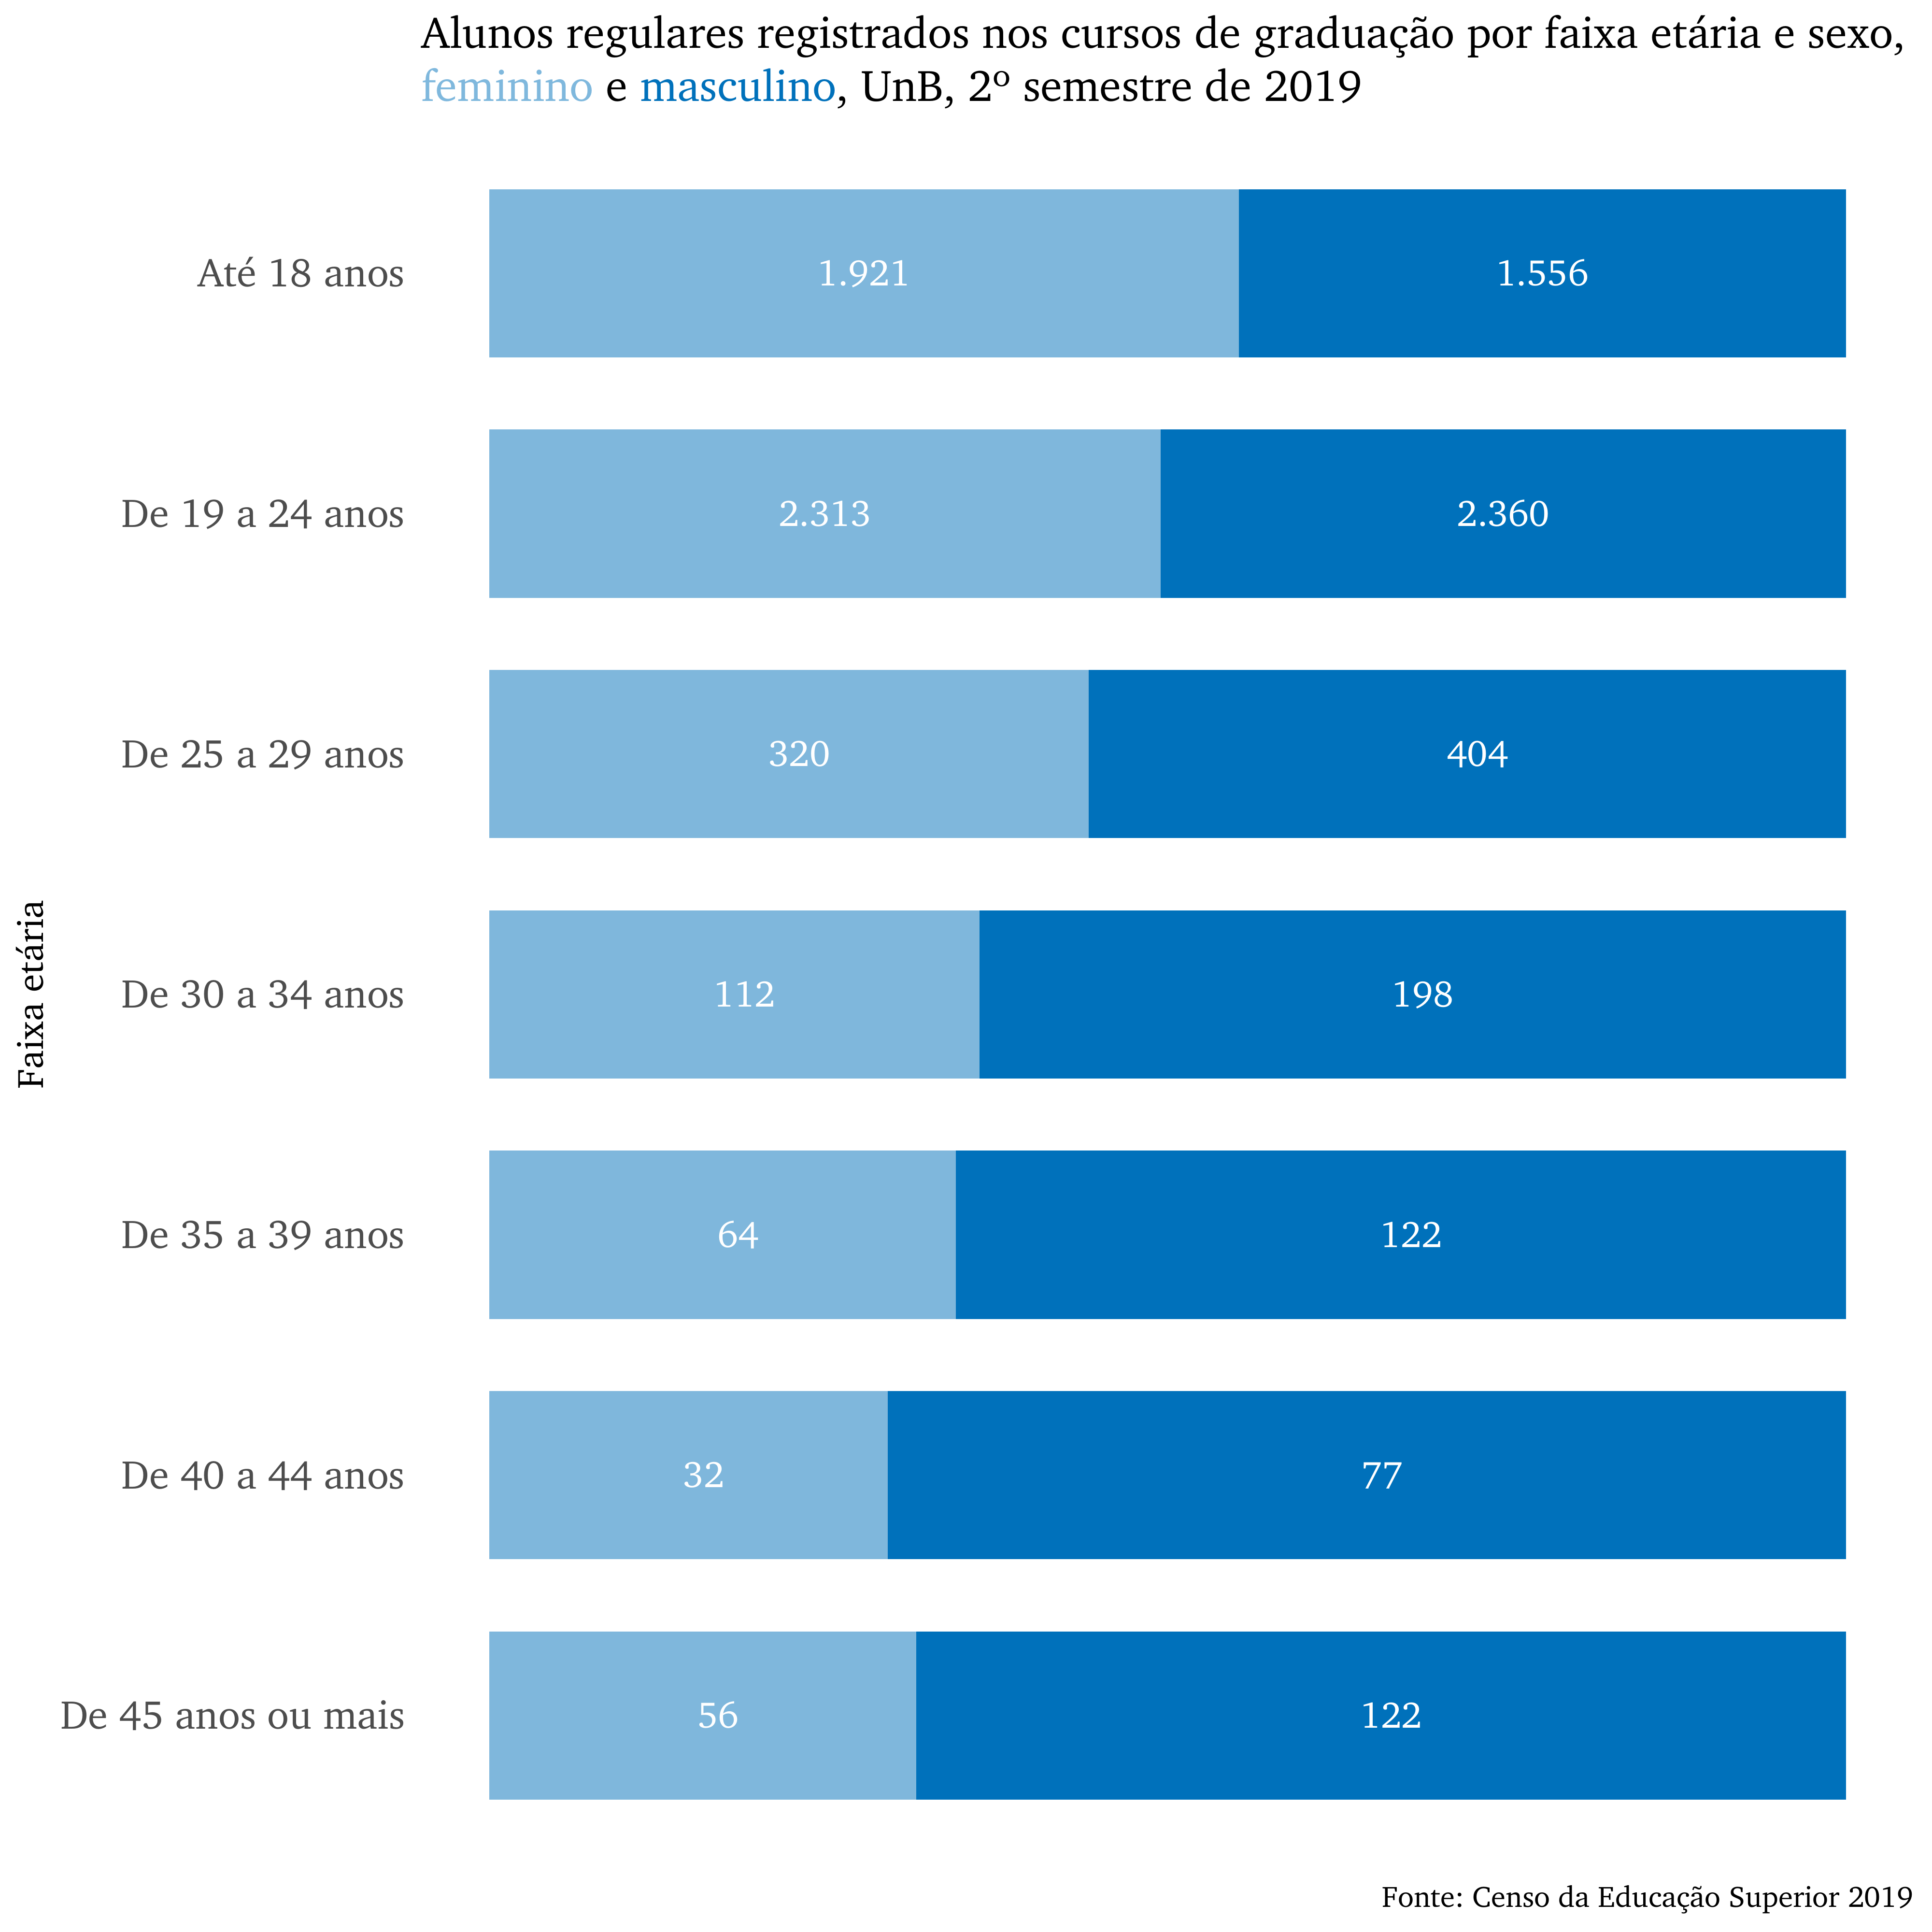 Alunos regulares registrados nos cursos de graduação por faixa etária e sexo,
feminino e masculino, UnB, 2º semestre de 2019
Faixa etária
Até 18 anos 1.921 1.556
De 19 a 24 anos 2.313 2.360
De 25 a 29 anos 320 404
De 30 a 34 anos 112 198
De 35 a 39 anos 64 122
De 40 a 44 anos 32 77
De 45 anos ou mais 56 122
Fonte: Censo da Educação Superior 2019